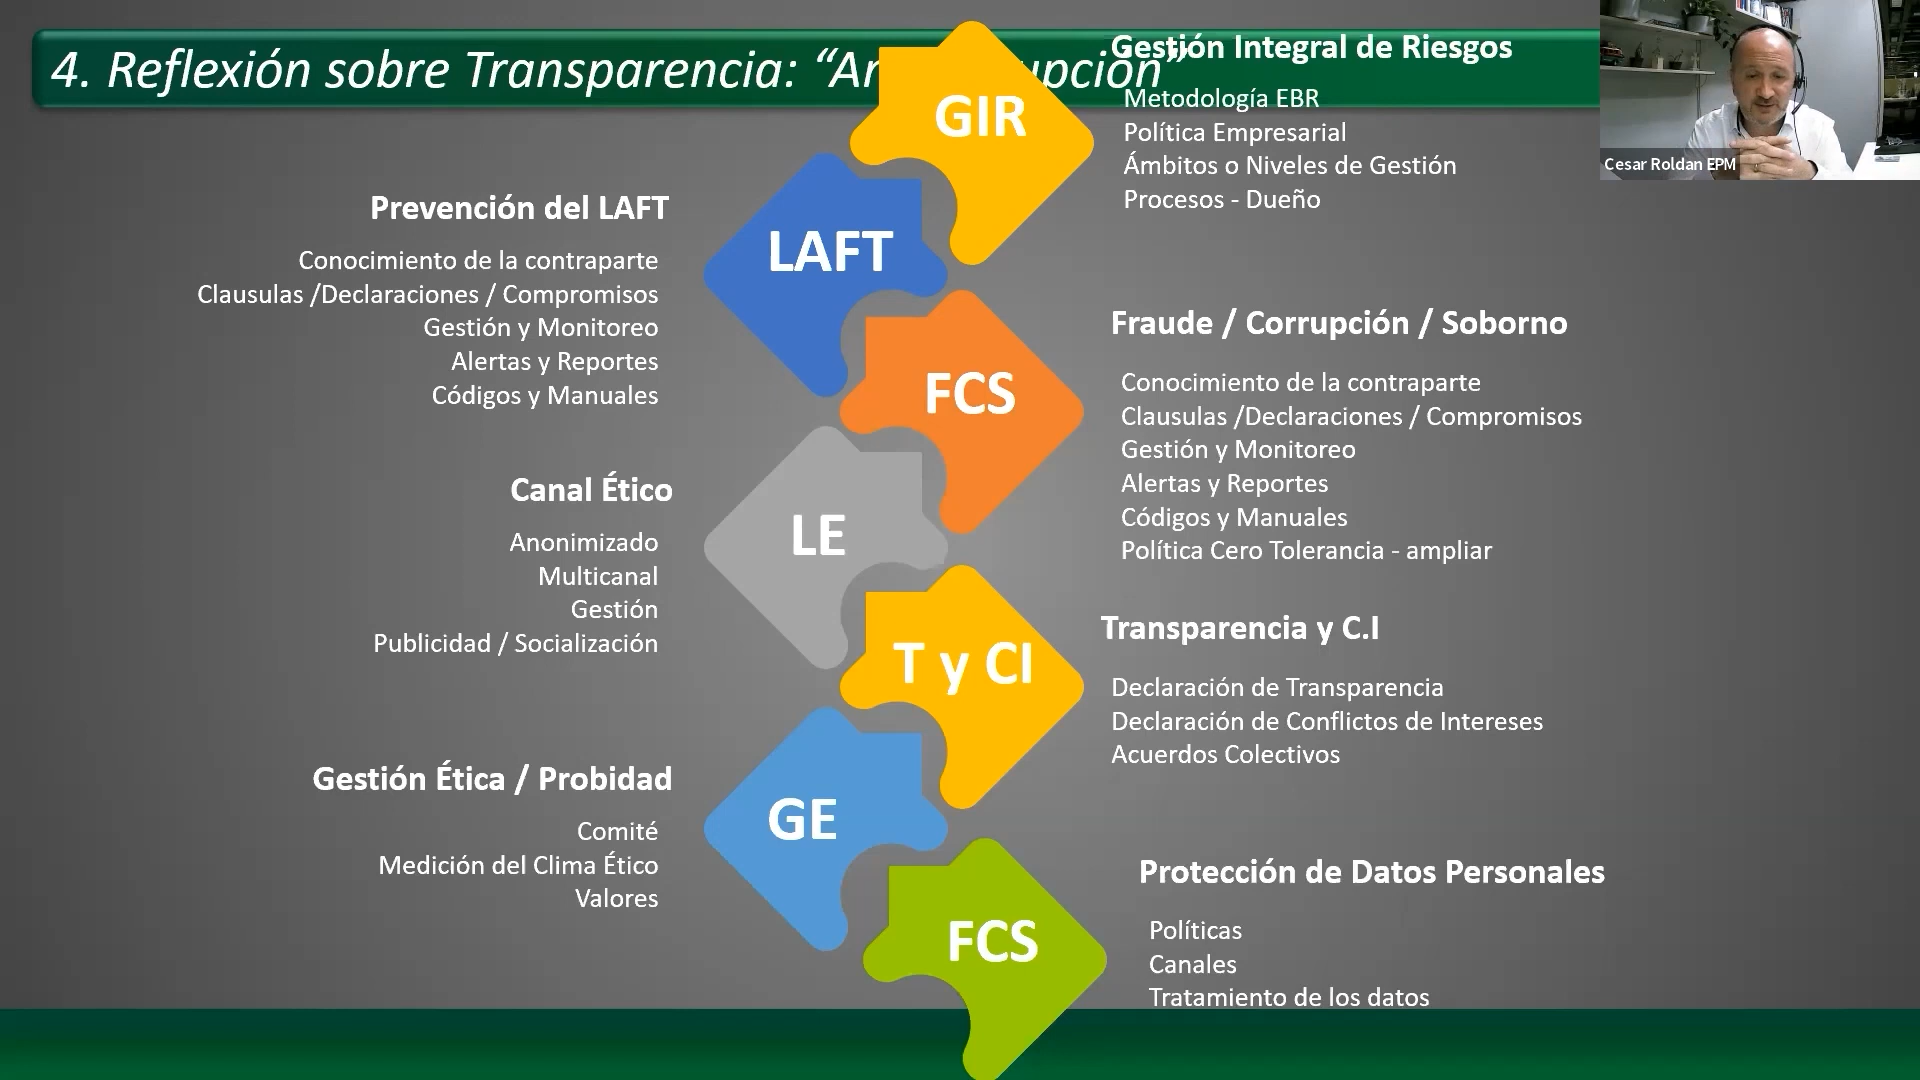 4. Reflexión sobre Transparencia: “An upción”
GIR
Gestión Integral de Riesgos
Metodología EBR
Política Empresarial
Ámbitos o Niveles de Gestión
Procesos - Dueño
Cesar Roldan EPM
Prevención del LAFT
Conocimiento de la contraparte
Clausulas /Declaraciones / Compromisos
Gestión y Monitoreo
Alertas y Reportes
Códigos y Manuales
LAFT
FCS
Fraude / Corrupción / Soborno
Conocimiento de la contraparte
Clausulas /Declaraciones / Compromisos
Gestión y Monitoreo
Alertas y Reportes
Códigos y Manuales
Política Cero Tolerancia - ampliar
Canal Ético
Anonimizado
Multicanal
Gestión
Publicidad / Socialización
LE
T y CI
Transparencia y C.I
Declaración de Transparencia
Declaración de Conflictos de Intereses
Acuerdos Colectivos
Gestión Ética / Probidad
Comité
Medición del Clima Ético
Valores
GE
FCS
Protección de Datos Personales
Políticas
Canales
Tratamiento de los datos